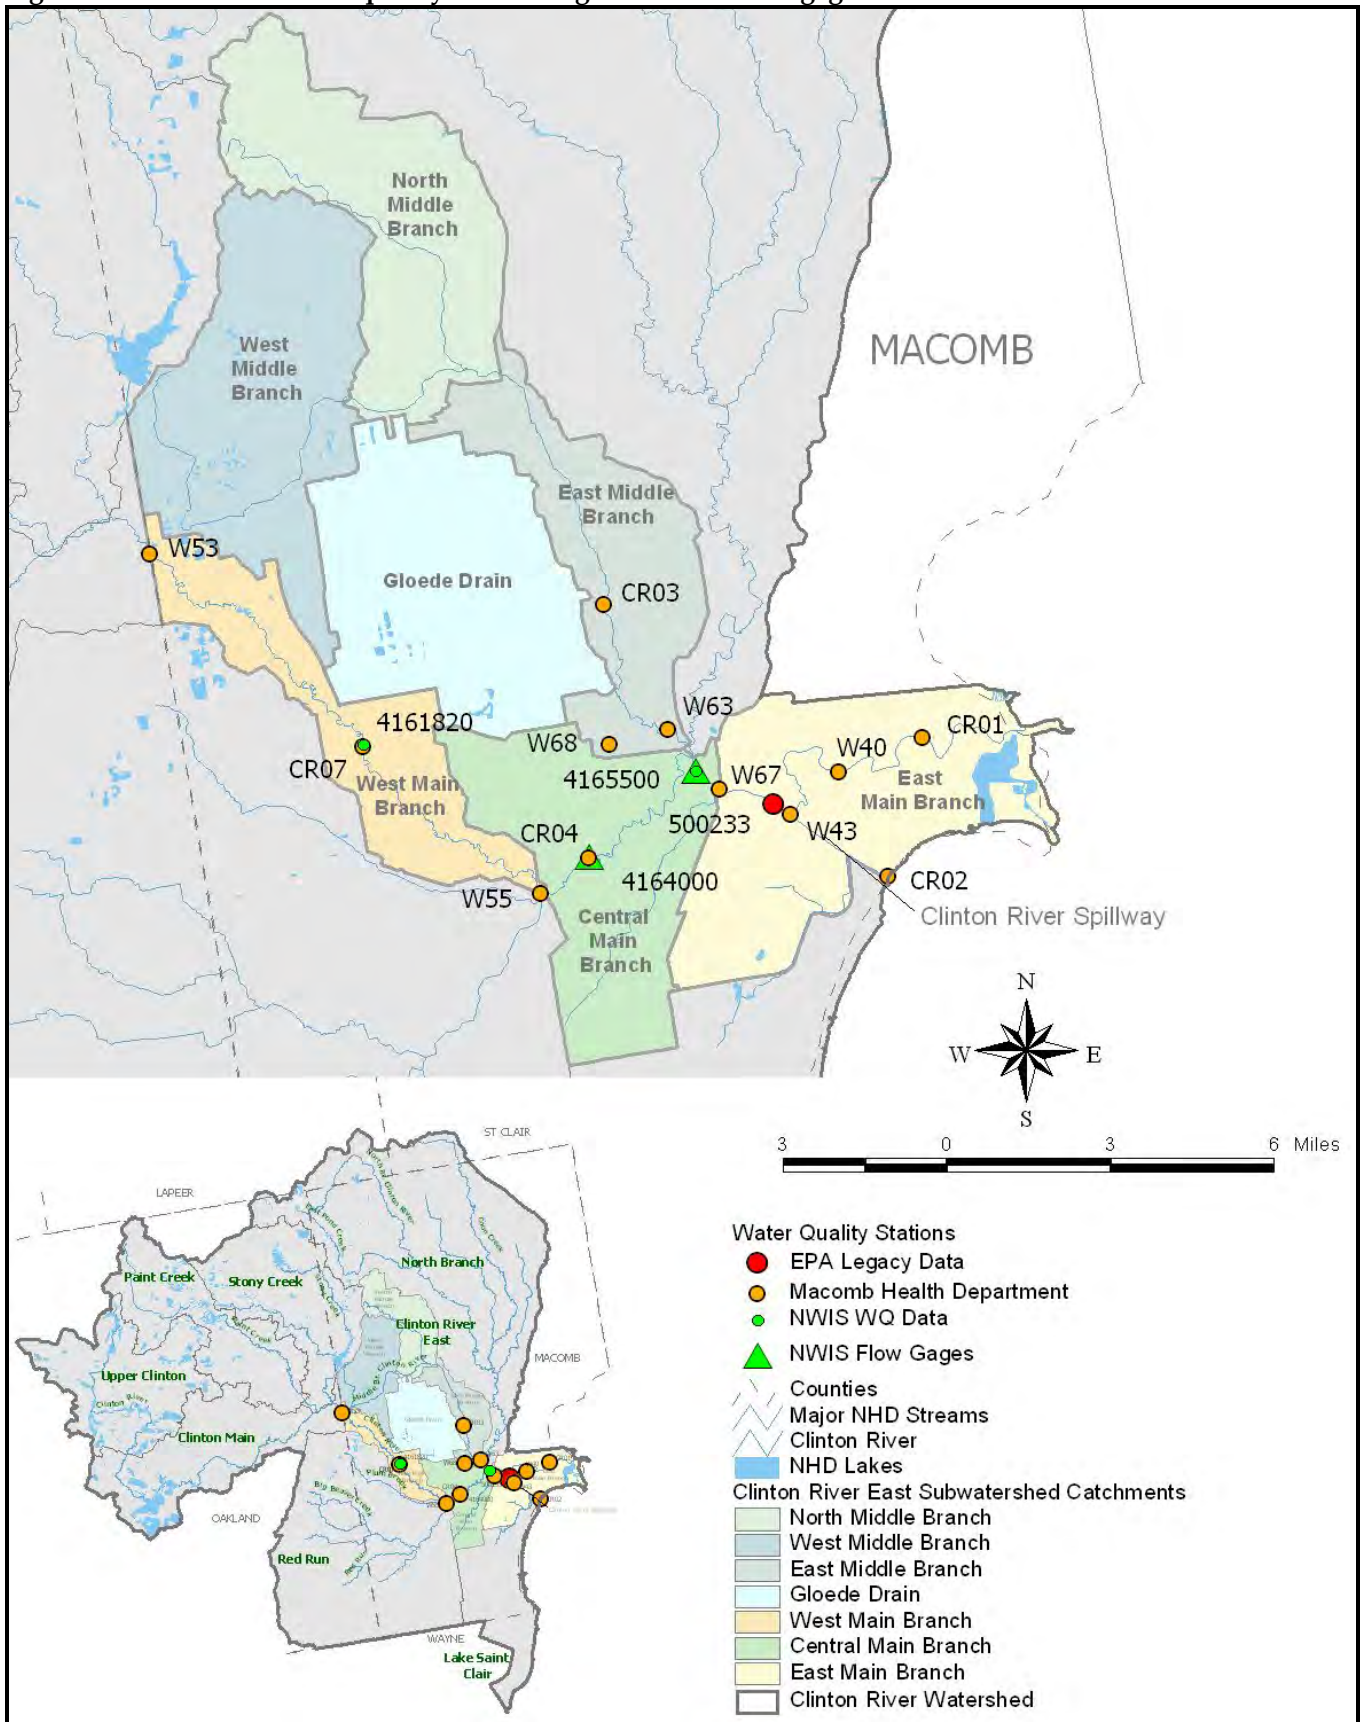 North
Middle
Branch
MACOMB
West
Middle
Branch
East Middle
Branch
W53
Gloede Drain
CR03
W63
4161820
CR01
W68
W40
CR07
4165500
W67
East
Main Branch
West Main
Branch
500233
W43
CR04
4164000
CR02
W55
Clinton River Spillway
Central
Main
Branch
N
W
E
S
3
0
3
6
Miles
ST CLAIR
LAPEER
North Branch
Paint Creek
Stony Creek
Clinton River
East
MACOMB
Upper Clinton
Clinton River
Clinton Main
Big Beaver Creek
OAKLAND
Red Run
WAYNE
Lake Saint
Clair
Water Quality Stations
EPA Legacy Data
Macomb Health Department
NWIS WQ Data
NWIS Flow Gages
Counties
Major NHD Streams
Clinton River
NHD Lakes
Clinton River East Subwatershed Catchments
North Middle Branch
West Middle Branch
East Middle Branch
Gloede Drain
West Main Branch
Central Main Branch
East Main Branch
Clinton River Watershed